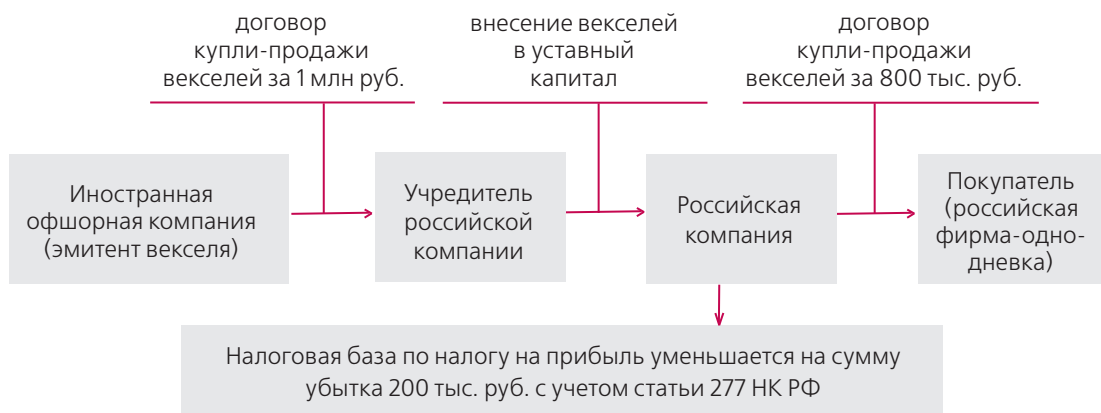 договор
купли-продажи
векселей за 1 млн руб.
внесение векселей
в уставный
капитал
договор
купли-продажи
векселей за 800 тыс. руб.
Иностранная
офшорная компания
(эмитент векселя)
Учредитель
российской
компании
Российская
компания
Покупатель
(российская
фирма-одно-
дневка)
Налоговая база по налогу на прибыль уменьшается на сумму
убытка 200 тыс. руб. с учетом статьи 277 НК РФ